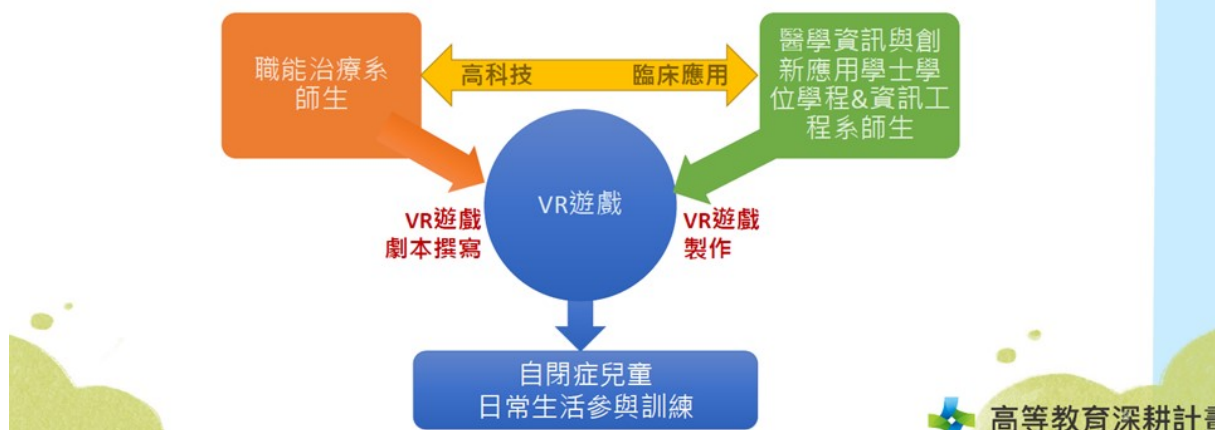 職能治療系
師生
高科技
臨床應用
醫學資訊與創
新應用學士學
位學程&資訊工
程系師生
VR遊戲
VR遊戲
劇本撰寫
VR遊戲
製作
自閉症兒童
日常生活參與訓練
高等教育深耕計畫